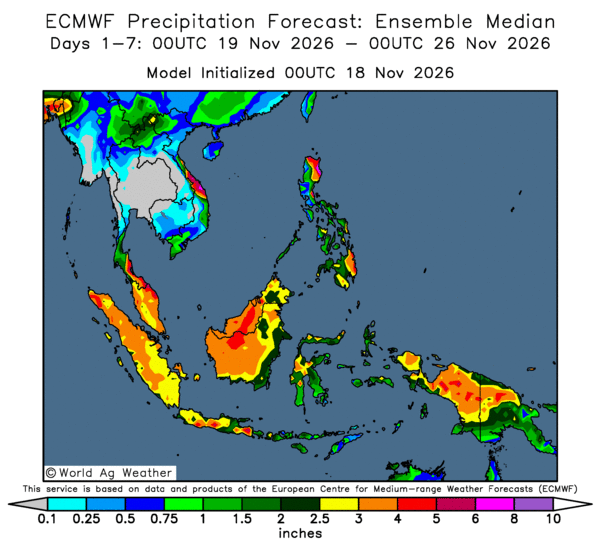 ECMWF Precipitation Forecast: Ensemble Median
Days 1-7: 00UTC 19 Nov 2026 - 00UTC 26 Nov 2026
Model Initialized 00UTC 18 Nov 2026
© World Ag Weather
This service is based on data and products of the European Centre for Medium-range Weather Forecasts (ECMWF)
0.1 0.25 0.5 0.75 1 1.5 2 2.5 3 4 5 6 8 10
inches